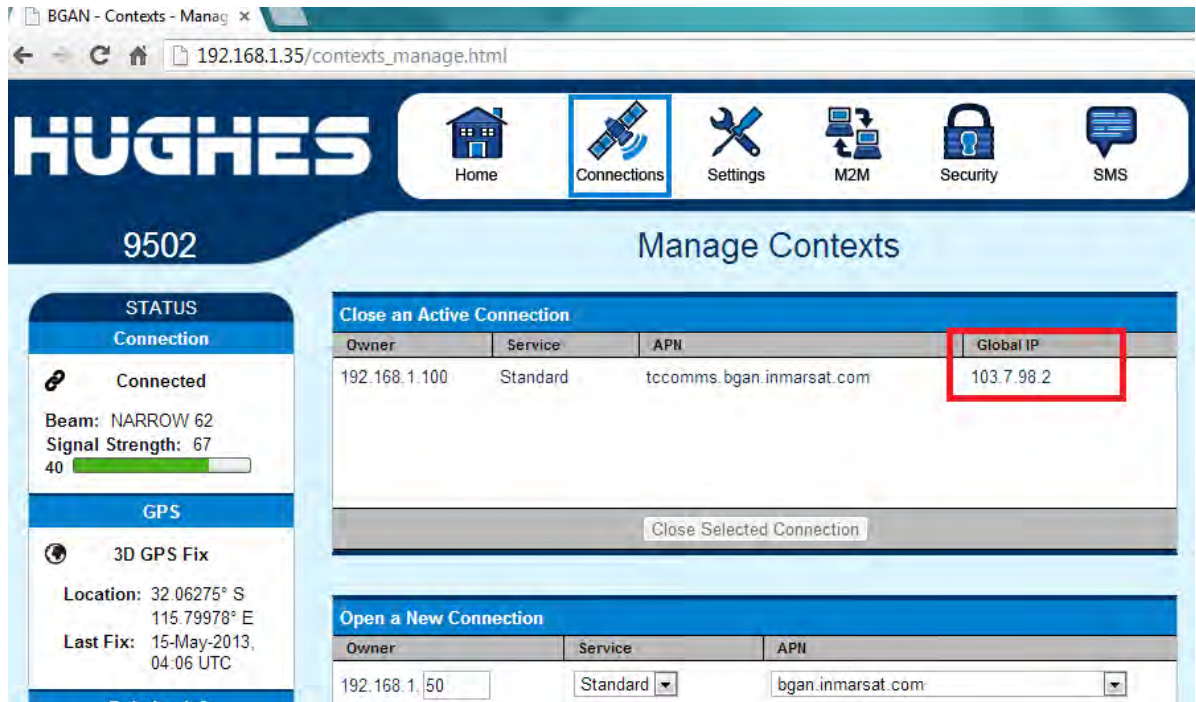 BGAN - Contexts - Manag ×
192.168.1.35/contexts_manage.html
HUGHES
Home
Connections
Settings
M2M
Security
SMS
9502
Manage Contexts
STATUS
Connection
Connected
Beam: NARROW 62
Signal Strength: 67
40
GPS
3D GPS Fix
Location: 32.06275° S
115.79978° E
Last Fix: 15-May-2013,
04:06 UTC
Close an Active Connection
Owner Service APN Global IP
192.168.1.100 Standard tccomms.bgan.inmarsat.com 103.7.98.2
Close Selected Connection
Open a New Connection
Owner Service APN
192.168.1. 50 Standard bgan.inmarsat.com